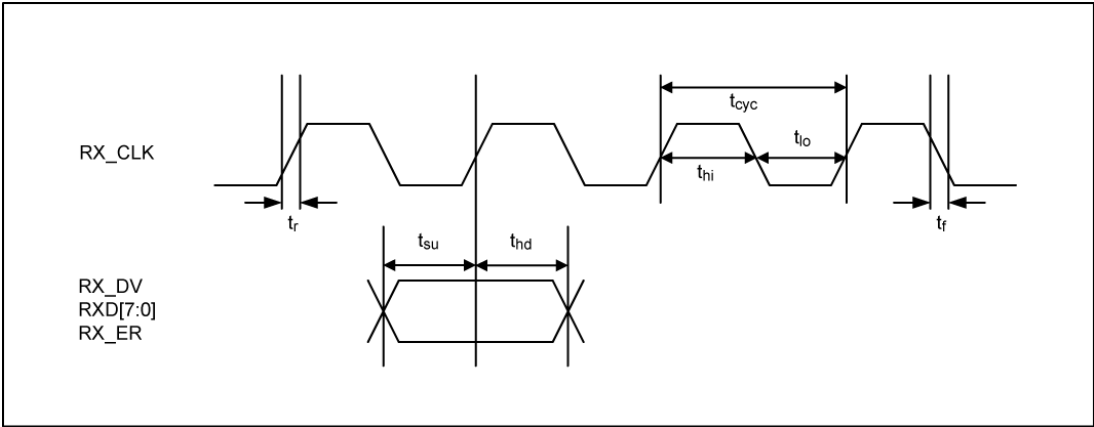 t_cyc
RX_CLK
t_hi
t_lo
t_r
t_f
t_su
t_hd
RX_DV
RXD[7:0]
RX_ER